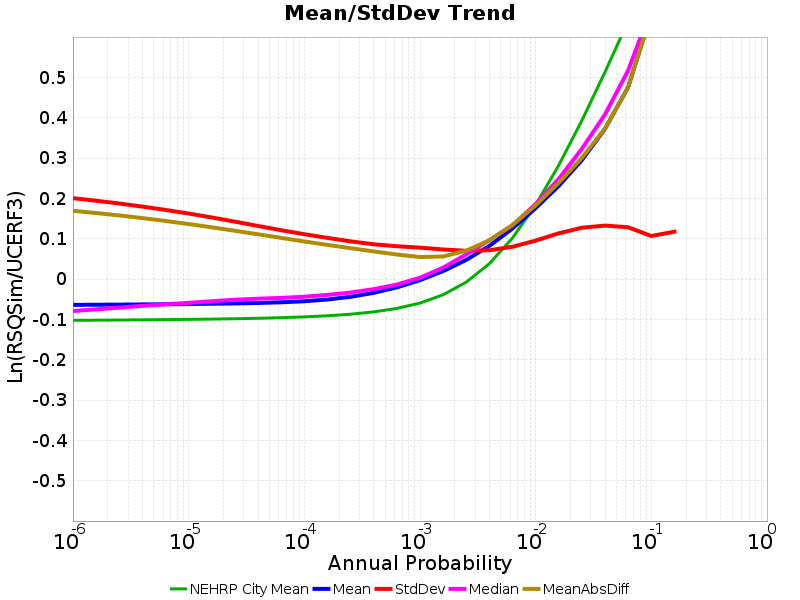 Mean/StdDev Trend
Ln(RSQSim/UCERF3)
0.5
0.4
0.3
0.2
0.1
0
-0.1
-0.2
-0.3
-0.4
-0.5
10-6 10-5 10-4 10-3 10-2 10-1 100
Annual Probability
NEHRP City Mean Mean StdDev Median MeanAbsDiff